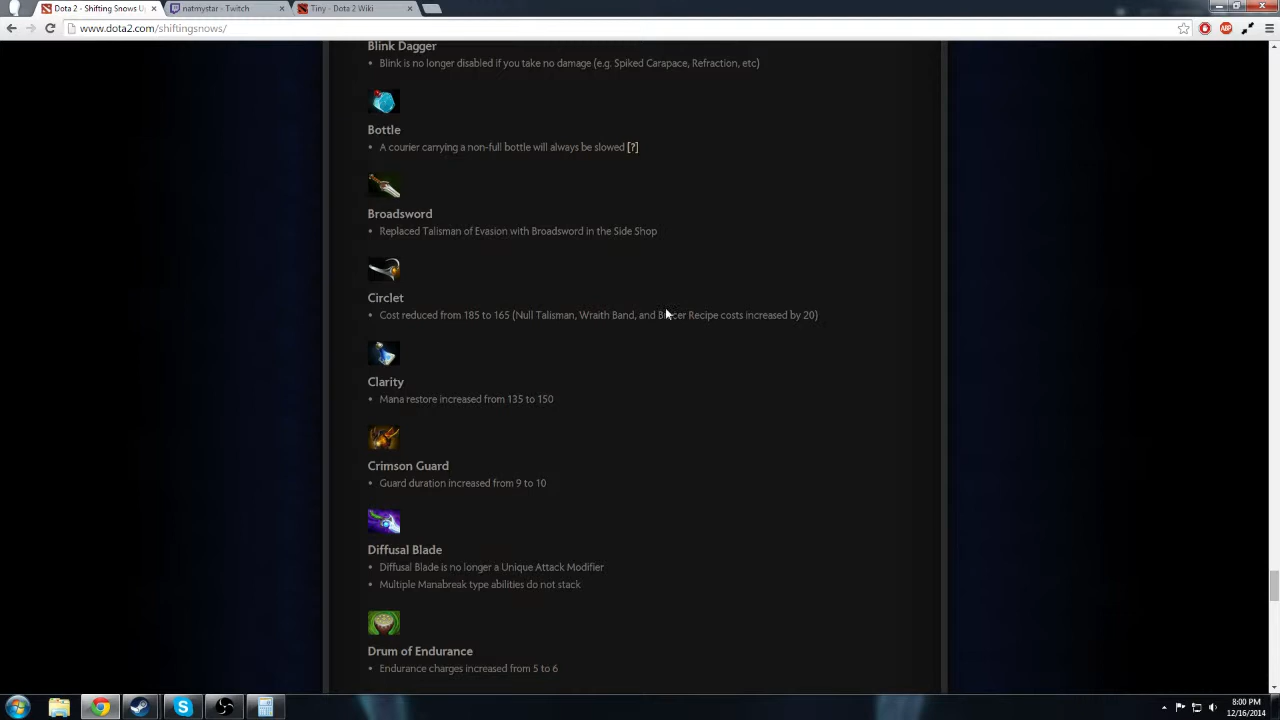 Dota 2 - Shifting Snows U
natmystar - Twitch
Tiny - Dota 2 Wiki
www.dota2.com/shiftingsnows/
ABP
Blink Dagger
• Blink is no longer disabled if you take no damage (e.g. Spiked Carapace, Refraction, etc)
Bottle
• A courier carrying a non-full bottle will always be slowed [?]
Broadsword
• Replaced Talisman of Evasion with Broadsword in the Side Shop
Circlet
• Cost reduced from 185 to 165 (Null Talisman, Wraith Band, and Recipe costs increased by 20)
Clarity
• Mana restore increased from 135 to 150
Crimson Guard
• Guard duration increased from 9 to 10
Diffusal Blade
• Diffusal Blade is no longer a Unique Attack Modifier
• Multiple Manabreak type abilities do not stack
Drum of Endurance
• Endurance charges increased from 5 to 6
8:00 PM
12/16/2014